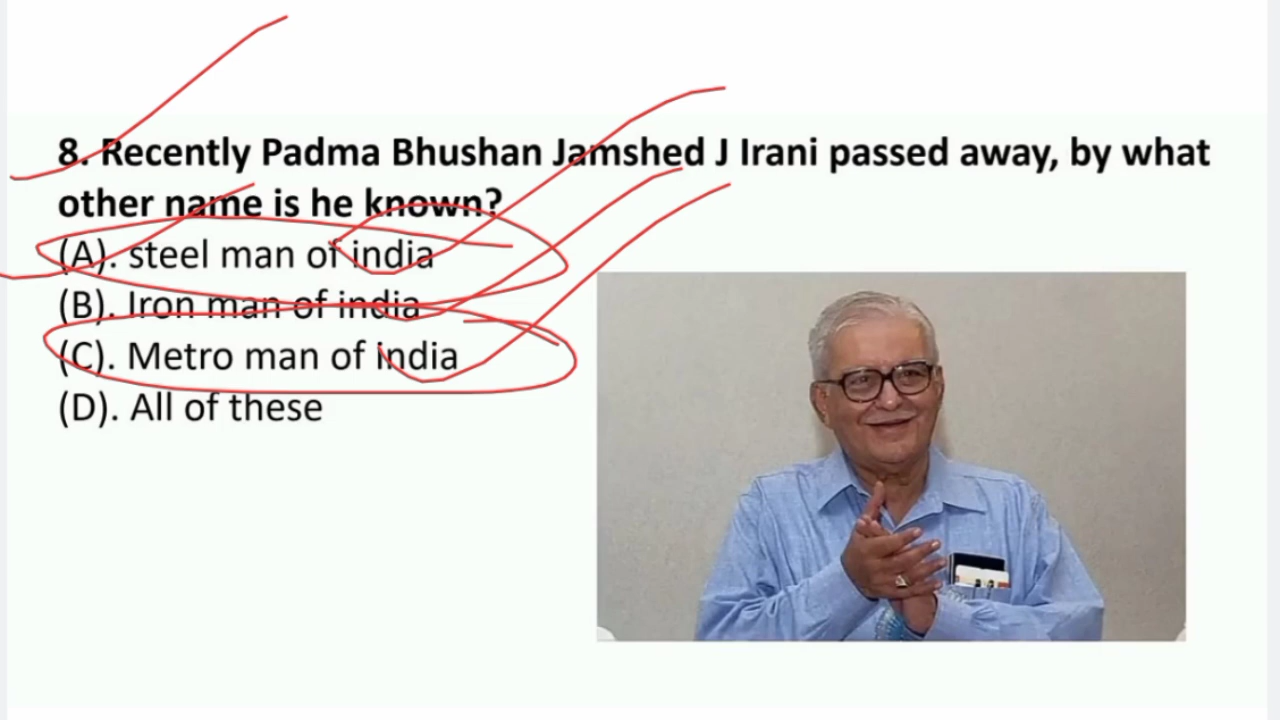 8. Recently Padma Bhushan Jamshed J Irani passed away, by what
other name is he known?
(A). steel man of india
(B). Iron man of india
(C). Metro man of india
(D). All of these